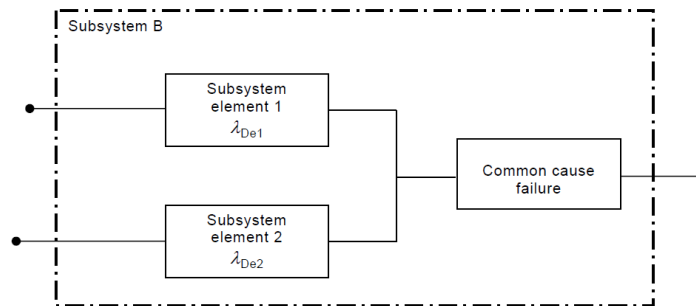 Subsystem B
Subsystem
element 1
λDe1
Common cause
failure
Subsystem
element 2
λDe2